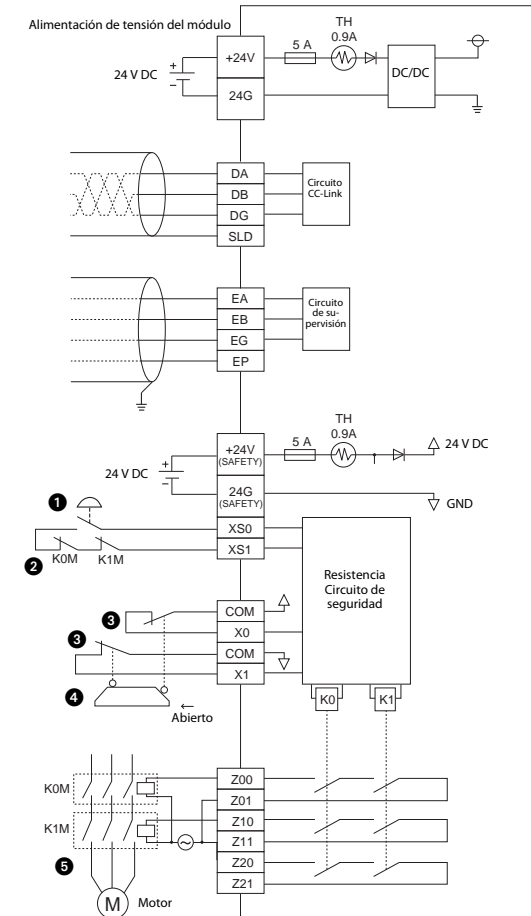 Alimentación de tensión del módulo
24 V DC
+
−
+24V
24G
5 A
TH
0.9A
DC/DC
DA
DB
DG
SLD
Circuito
CC-Link
EA
EB
EG
EP
Circuito
de su-
pervisión
24 V DC
+
−
+24V
(SAFETY)
24G
(SAFETY)
5 A
TH
0.9A
24 V DC
GND
1
2
K0M
K1M
XS0
XS1
Resistencia
Circuito de
seguridad
3
3
COM
X0
COM
X1
4
←
Abierto
K0
K1
K0M
K1M
5
M
Motor
Z00
Z01
Z10
Z11
Z20
Z21